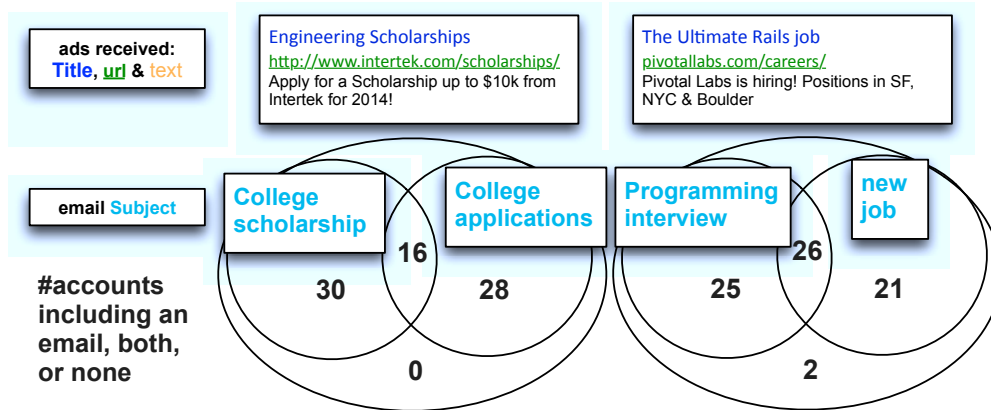 ads received:
Title, url & text
Engineering Scholarships
http://www.intertek.com/scholarships/
Apply for a Scholarship up to $10k from
Intertek for 2014!
The Ultimate Rails job
pivotallabs.com/careers/
Pivotal Labs is hiring! Positions in SF,
NYC & Boulder
email Subject
College
scholarship
College
applications
Programming
interview
new
job
#accounts
including an
email, both,
or none
30
16
28
0
25
26
21
2